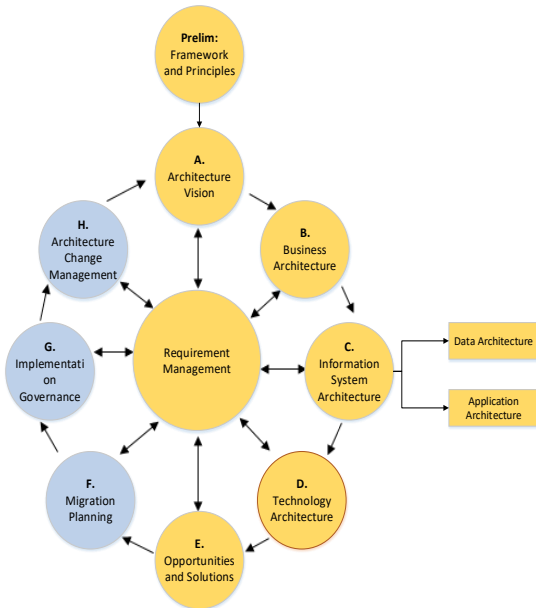 Prelim:
Framework
and Principles
A.
Architecture
Vision
B.
Business
Architecture
C.
Information
System
Architecture
Data Architecture
Application
Architecture
D.
Technology
Architecture
E.
Opportunities
and Solutions
F.
Migration
Planning
G.
Implementati
on
Governance
H.
Architecture
Change
Management
Requirement
Management